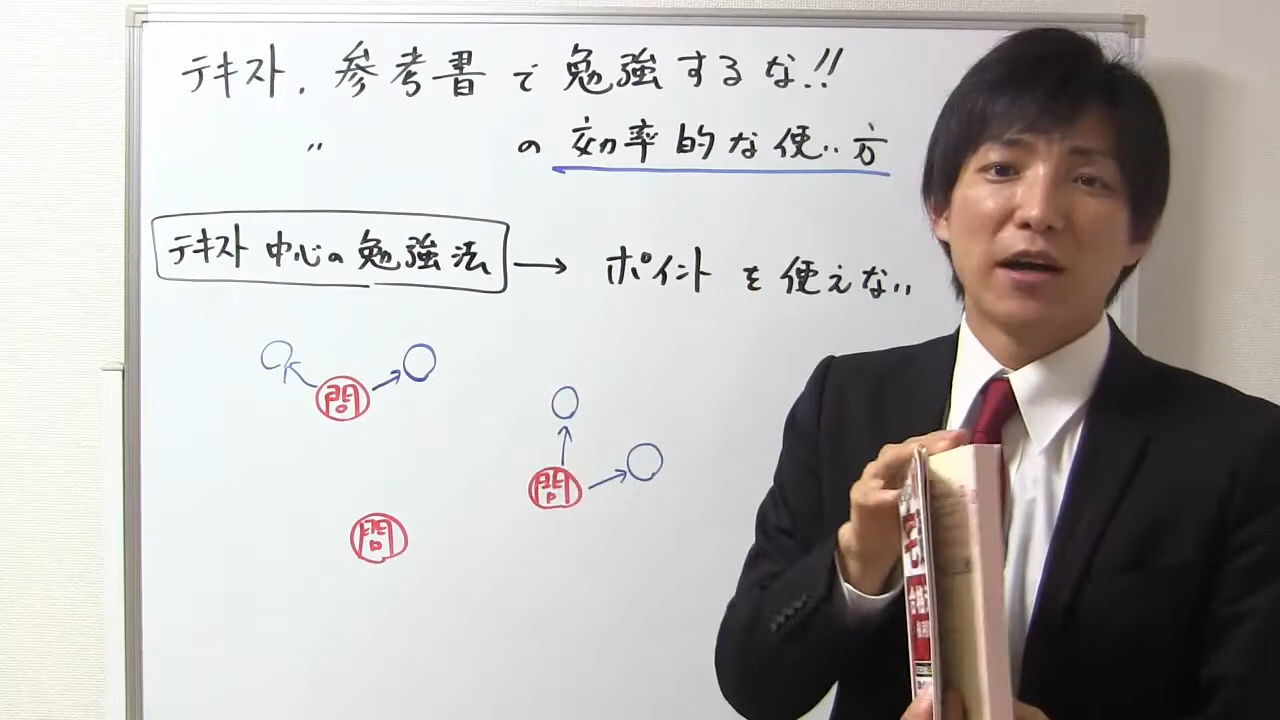 テキスト、参考書で勉強するな!!
〃 の効率的な使い方
テキスト中心の勉強法 → ポイントを使えない
問
問
問